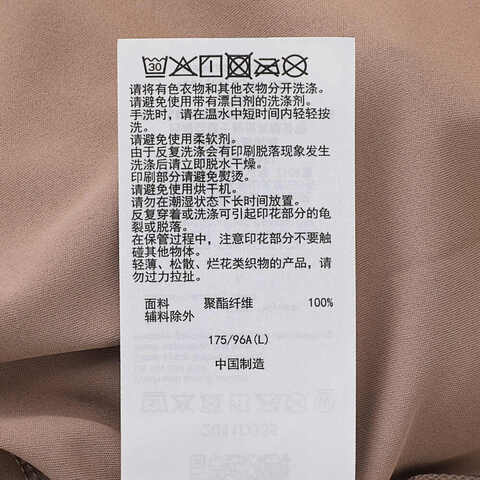 30
请将有色衣物和其他衣物分开洗涤。
请避免使用带有漂白剂的洗涤剂。
手洗时，请在温水中短时间内轻轻按
洗。
请避免使用柔软剂。
由于反复洗涤会有印刷脱落现象发生
洗涤后请立即脱水干燥。
印刷部分请避免熨烫。
请避免使用烘干机。
请勿在潮湿状态下长时间放置。
反复穿着或洗涤可引起印花部分的龟
裂或脱落。
在保管过程中，注意印花部分不要触
碰其他物体。
轻薄、松散、烂花类织物的产品，请
勿过力拉扯。
面料 聚酯纤维 100%
辅料除外
175/96A(L)
中国制造